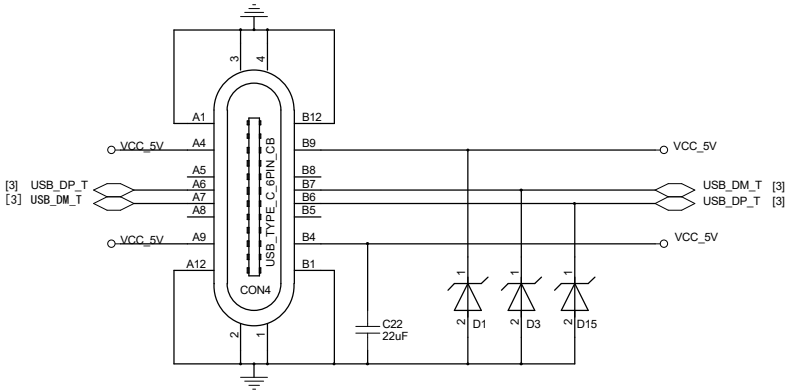 3 4
A1 B12
A4 B9
VCC_5V VCC_5V
A5 B8
[3] USB_DP_T A6 B7 USB_DM_T [3]
[3] USB_DM_T A7 B6 USB_DP_T [3]
A8 B5
VCC_5V A9 B4 VCC_5V
A12 B1
USB_TYPE_C_6PIN_CB
CON4
2 1
C22
22uF
1 1 1
2 D1 2 D3 2 D15